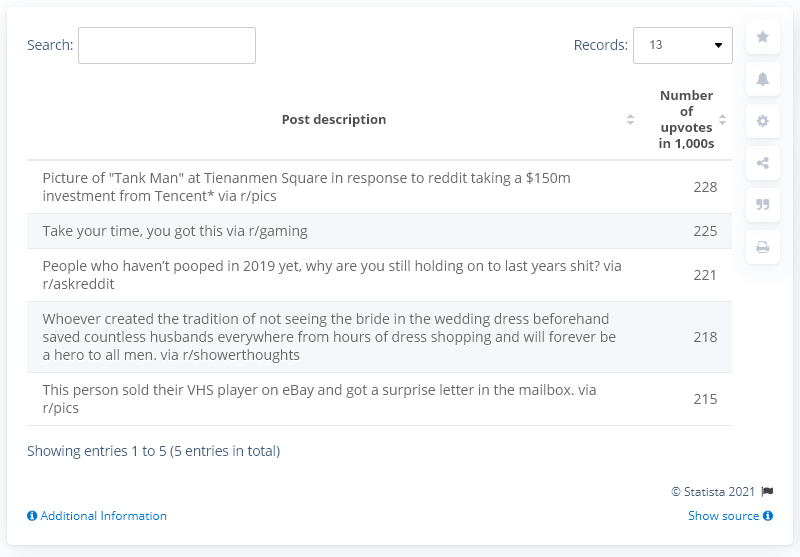 Search:
Records: 13
Post description
Number
of
upvotes
in 1,000s
Picture of "Tank Man" at Tienanmen Square in response to reddit taking a $150m
investment from Tencent* via r/pics
228
Take your time, you got this via r/gaming
225
People who haven’t pooped in 2019 yet, why are you still holding on to last years shit? via
r/askreddit
221
Whoever created the tradition of not seeing the bride in the wedding dress beforehand
saved countless husbands everywhere from hours of dress shopping and will forever be
a hero to all men. via r/showerthoughts
218
This person sold their VHS player on eBay and got a surprise letter in the mailbox. via
r/pics
215
Showing entries 1 to 5 (5 entries in total)
© Statista 2021
Additional Information
Show source